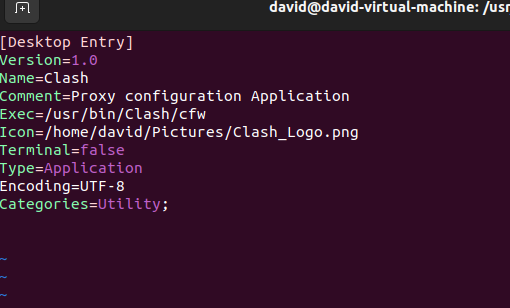 david@david-virtual-machine: /usr
[Desktop Entry]
Version=1.0
Name=Clash
Comment=Proxy configuration Application
Exec=/usr/bin/Clash/cfw
Icon=/home/david/Pictures/Clash_Logo.png
Terminal=false
Type=Application
Encoding=UTF-8
Categories=Utility;
~
~
~